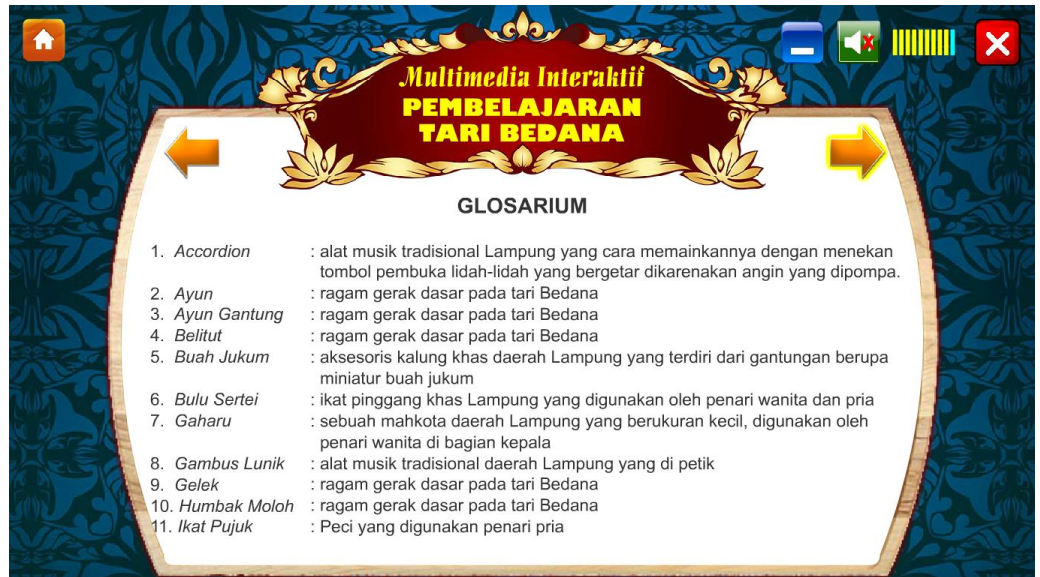 Multimedia Interaktif
PEMBELAJARAN
TARI BEDANA
GLOSARIUM
1. Accordion : alat musik tradisional Lampung yang cara memainkannya dengan menekan
tombol pembuka lidah-lidah yang bergetar dikarenakan angin yang dipompa.
2. Ayun : ragam gerak dasar pada tari Bedana
3. Ayun Gantung : ragam gerak dasar pada tari Bedana
4. Belitut : ragam gerak dasar pada tari Bedana
5. Buah Jukum : aksesoris kalung khas daerah Lampung yang terdiri dari gantungan berupa
miniatur buah jukum
6. Bulu Sertei : ikat pinggang khas Lampung yang digunakan oleh penari wanita dan pria
7. Gaharu : sebuah mahkota daerah Lampung yang berukuran kecil, digunakan oleh
penari wanita di bagian kepala
8. Gambus Lunik : alat musik tradisional daerah Lampung yang di petik
9. Gelek : ragam gerak dasar pada tari Bedana
10. Humbak Moloh : ragam gerak dasar pada tari Bedana
11. Ikat Pujuk : Peci yang digunakan penari pria